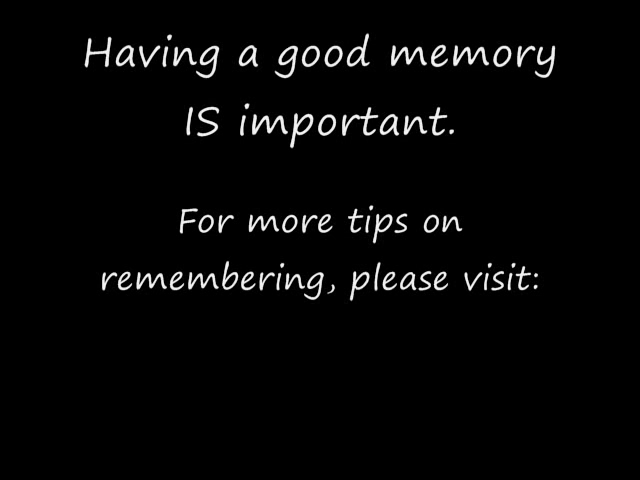 Having a good memory
IS important.
For more tips on
remembering, please visit: